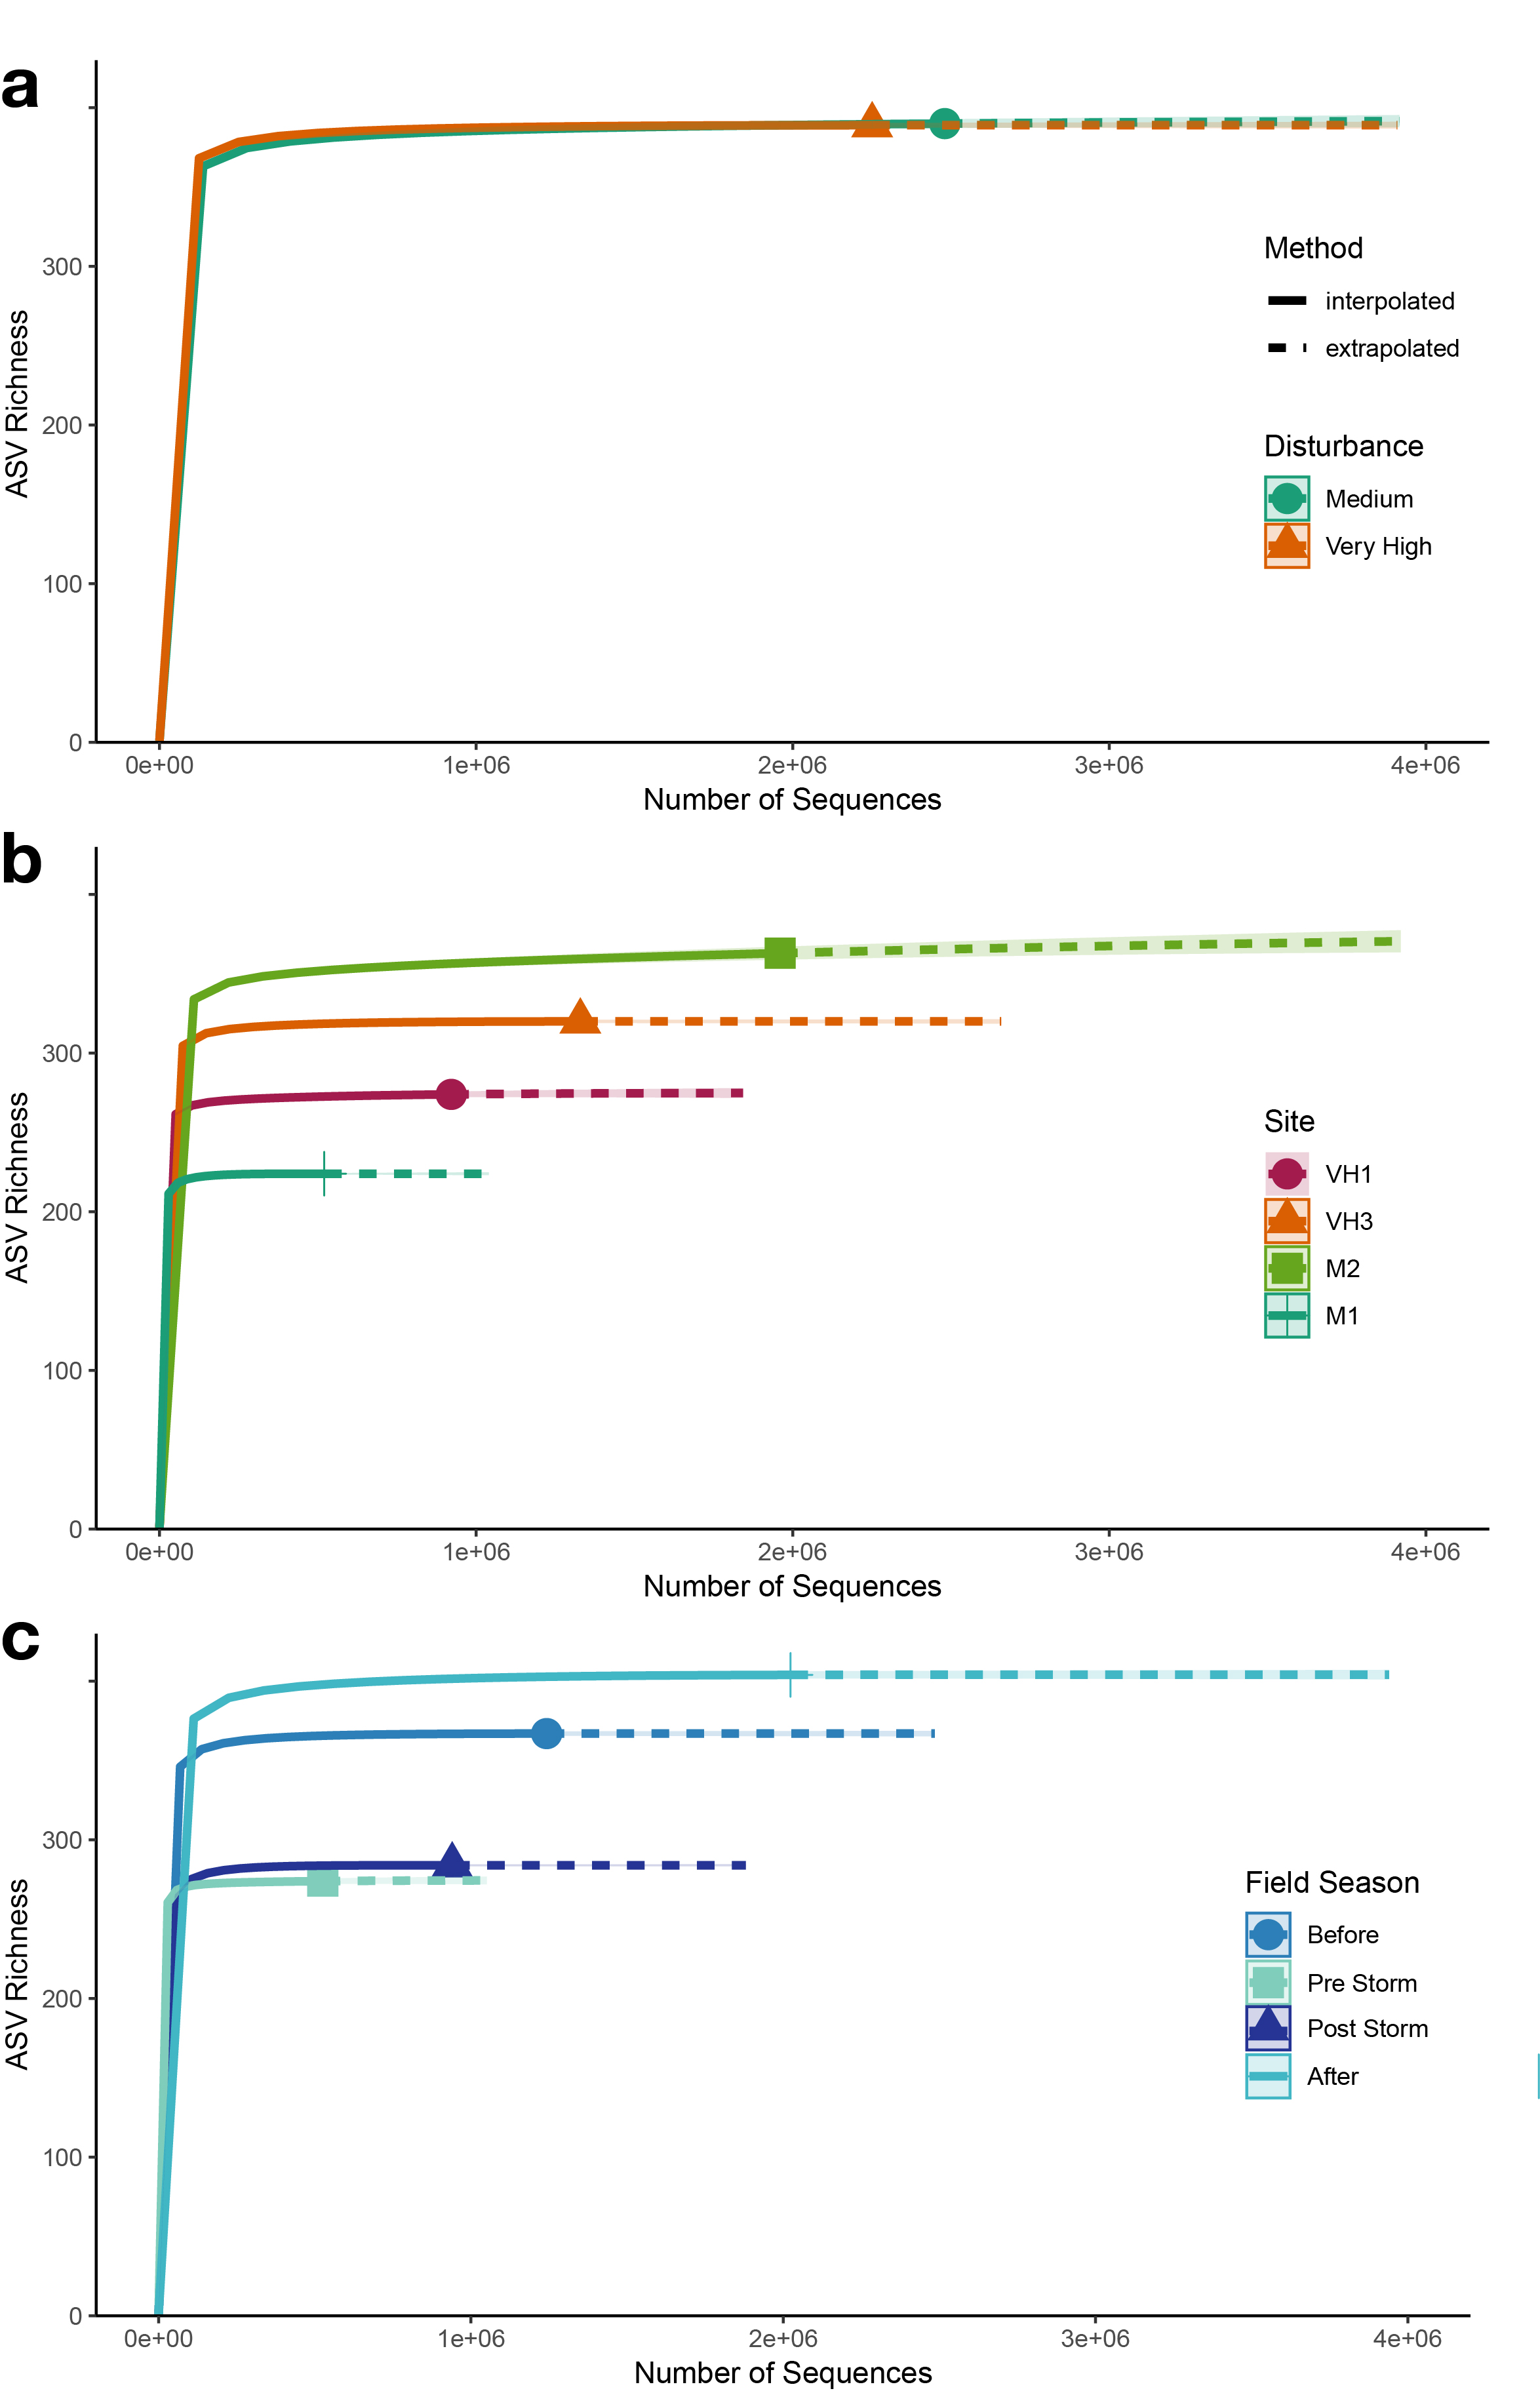 a
ASV Richness
300
200
100
0
0e+00 1e+06 2e+06 3e+06 4e+06
Number of Sequences
Method
interpolated
extrapolated
Disturbance
Medium
Very High
b
ASV Richness
300
200
100
0
0e+00 1e+06 2e+06 3e+06 4e+06
Number of Sequences
Site
VH1
VH3
M2
M1
c
ASV Richness
300
200
100
0
0e+00 1e+06 2e+06 3e+06 4e+06
Number of Sequences
Field Season
Before
Pre Storm
Post Storm
After